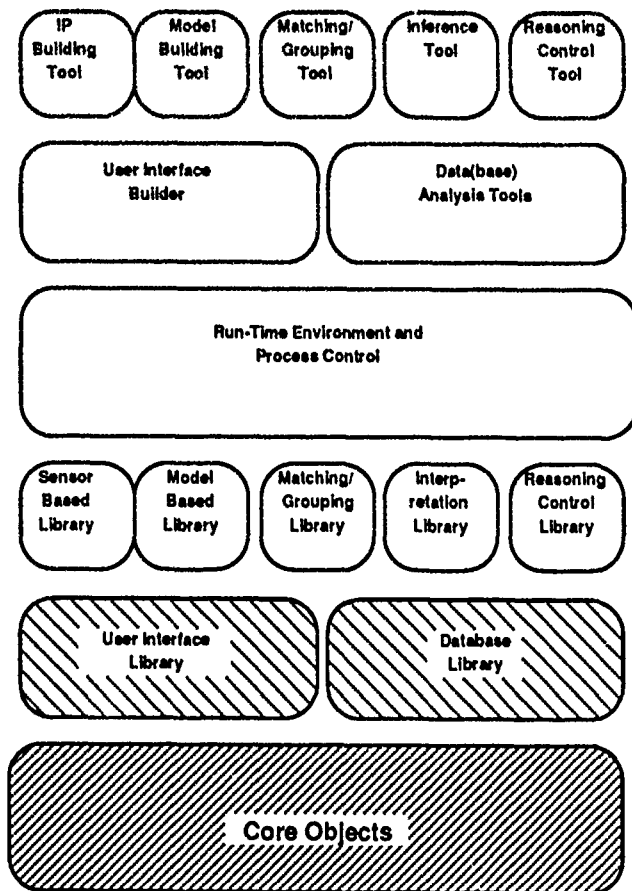 IP
Building
Tool
Model
Building
Tool
Matching/
Grouping
Tool
Inference
Tool
Reasoning
Control
Tool
User Interface
Builder
Data(base)
Analysis Tools
Run-Time Environment and
Process Control
Sensor
Based
Library
Model
Based
Library
Matching/
Grouping
Library
Interp-
retation
Library
Reasoning
Control
Library
User Interface
Library
Database
Library
Core Objects